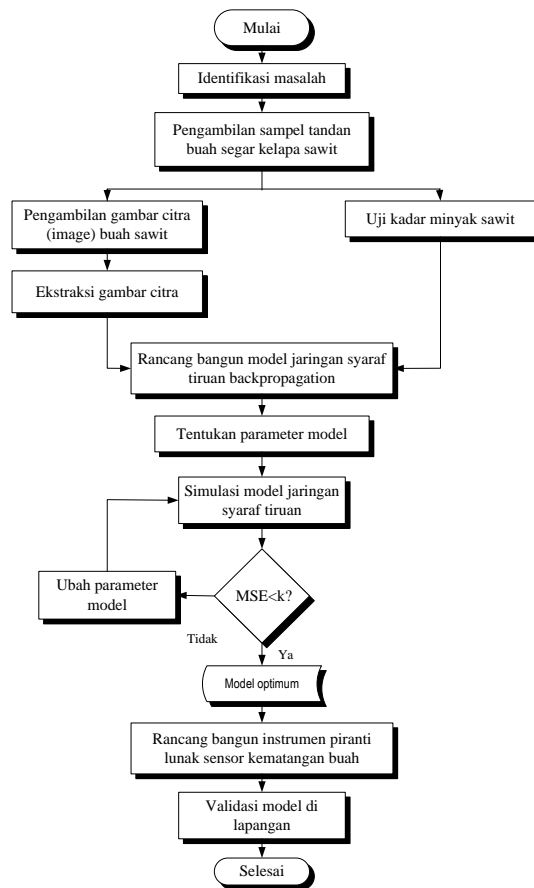 Mulai
Identifikasi masalah
Pengambilan sampel tandan
buah segar kelapa sawit
Pengambilan gambar citra
(image) buah sawit
Uji kadar minyak sawit
Ekstraksi gambar citra
Rancang bangun model jaringan syaraf
tiruan backpropagation
Tentukan parameter model
Simulasi model jaringan
syaraf tiruan
Ubah parameter
model
MSE<k?
Tidak
Ya
Model optimum
Rancang bangun instrumen piranti
lunak sensor kematangan buah
Validasi model di
lapangan
Selesai